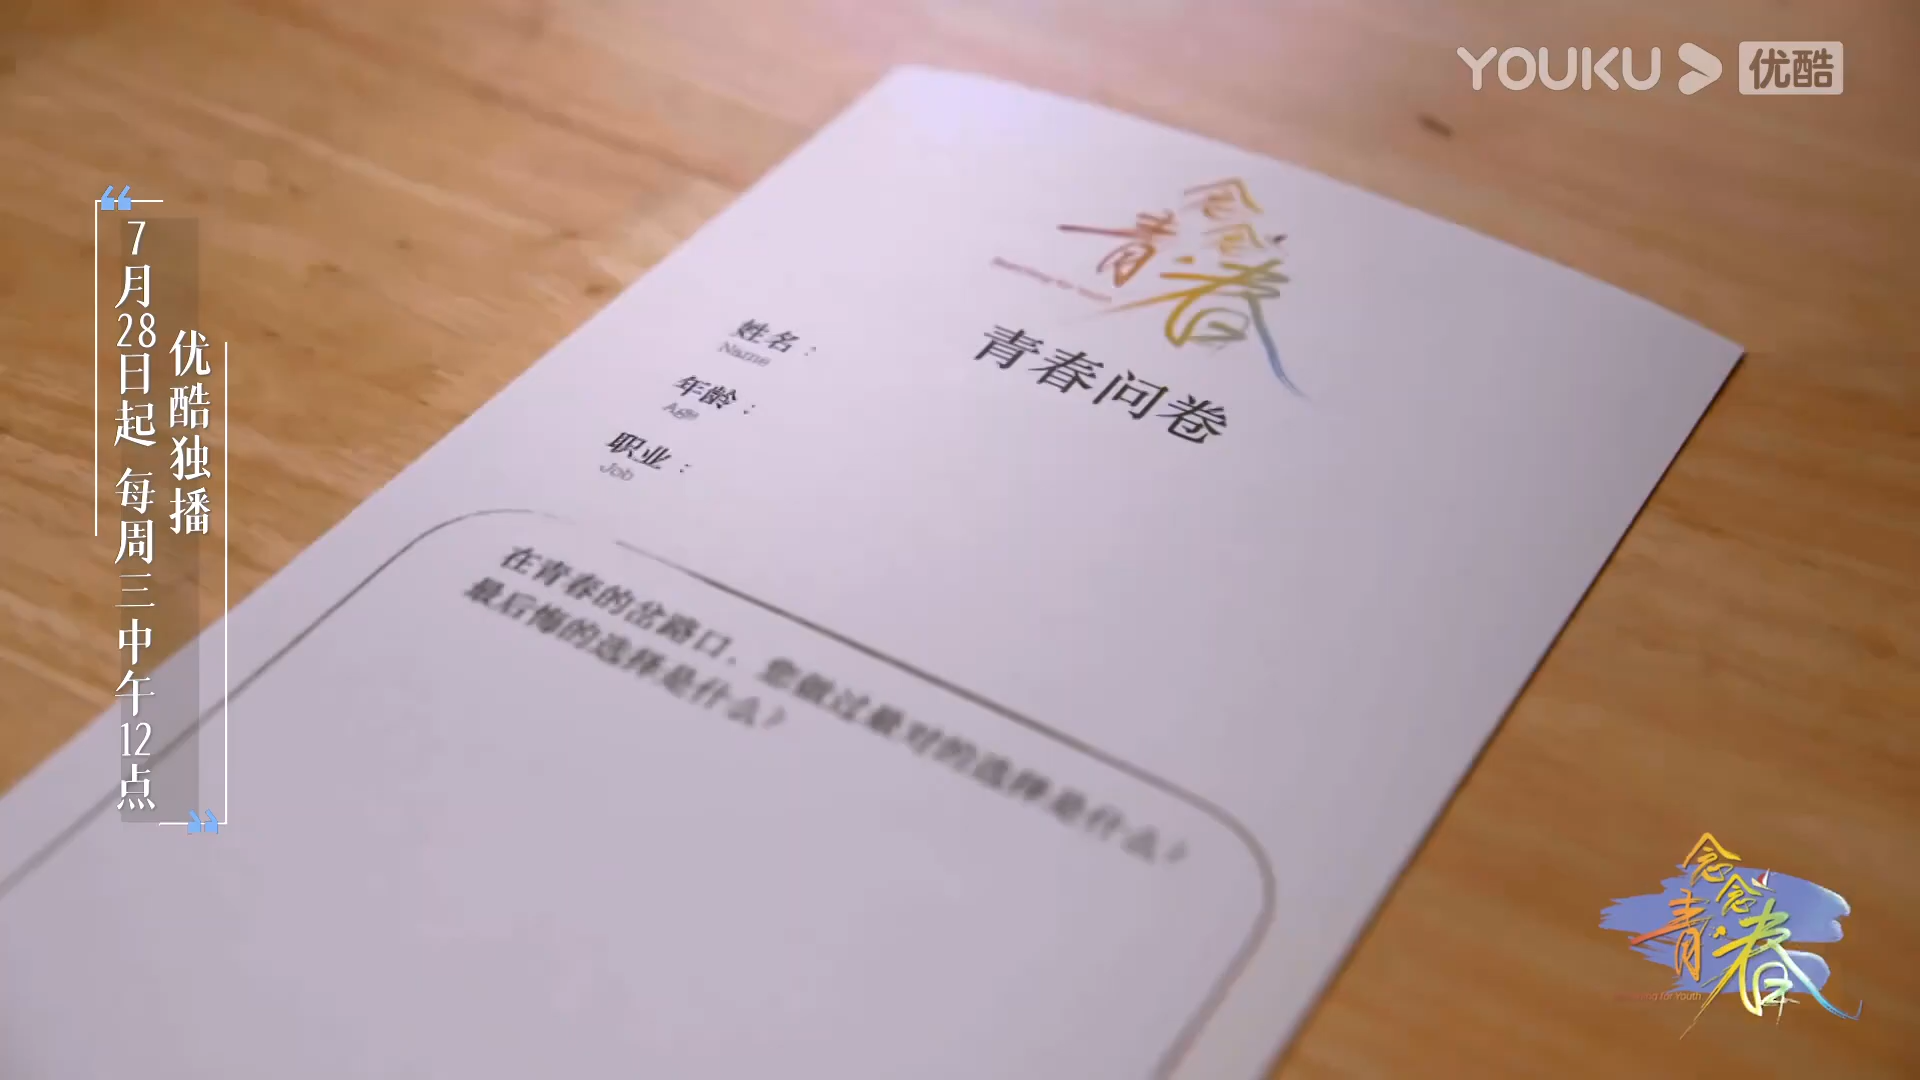 YOUKU 优酷
7月28日起 每周三中午12点
优酷独播
念念青春
青春问卷
姓名：
Name
年龄：
Age
职业：
Job
在青春的岔路口，您做过最对的选择是什么？
最后悔的选择是什么？
念念青春
for Youth